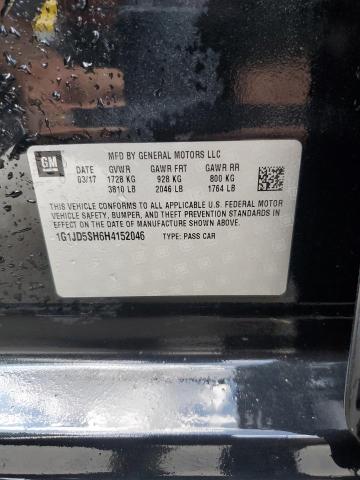 GM
MFD BY GENERAL MOTORS LLC
DATE GVWR GAWR FRT GAWR RR
03/17 1728 KG 928 KG 800 KG
3810 LB 2046 LB 1764 LB
THIS VEHICLE CONFORMS TO ALL APPLICABLE U.S. FEDERAL MOTOR
VEHICLE SAFETY, BUMPER, AND THEFT PREVENTION STANDARDS IN
EFFECT ON THE DATE OF MANUFACTURE SHOWN ABOVE.
1G1JD5SH6H4152046 TYPE: PASS CAR